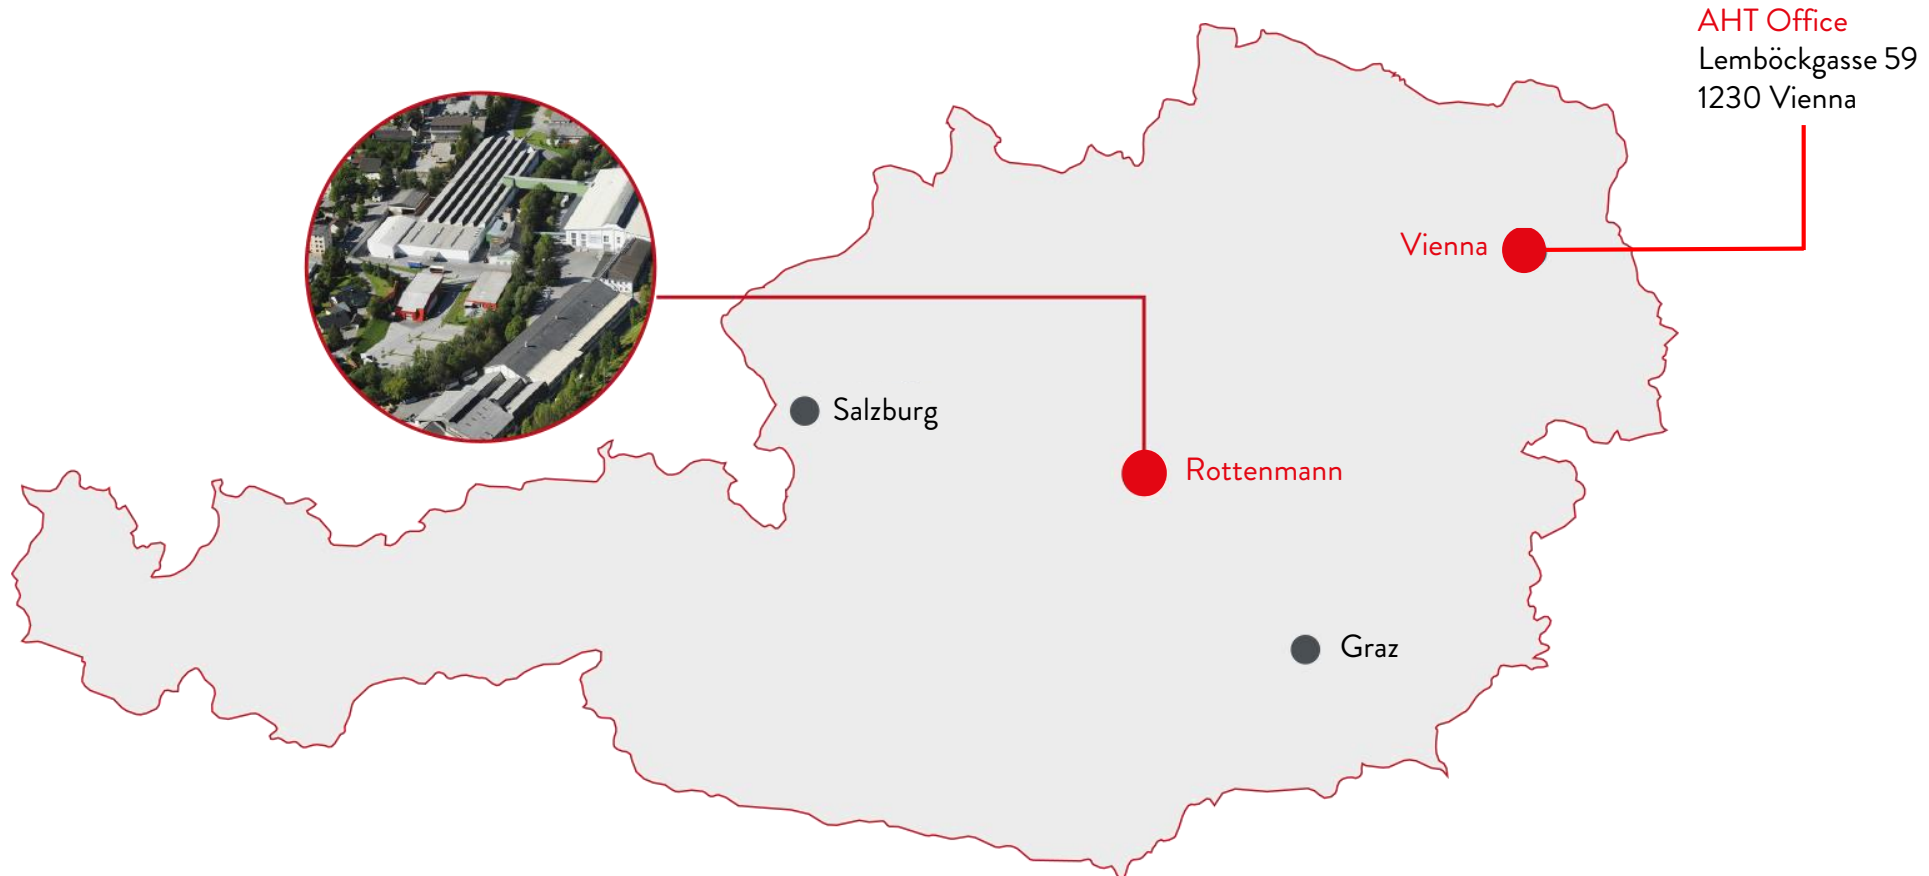 AHT Office
Lemböckgasse 59
1230 Vienna
Vienna
Salzburg
Rottenmann
Graz